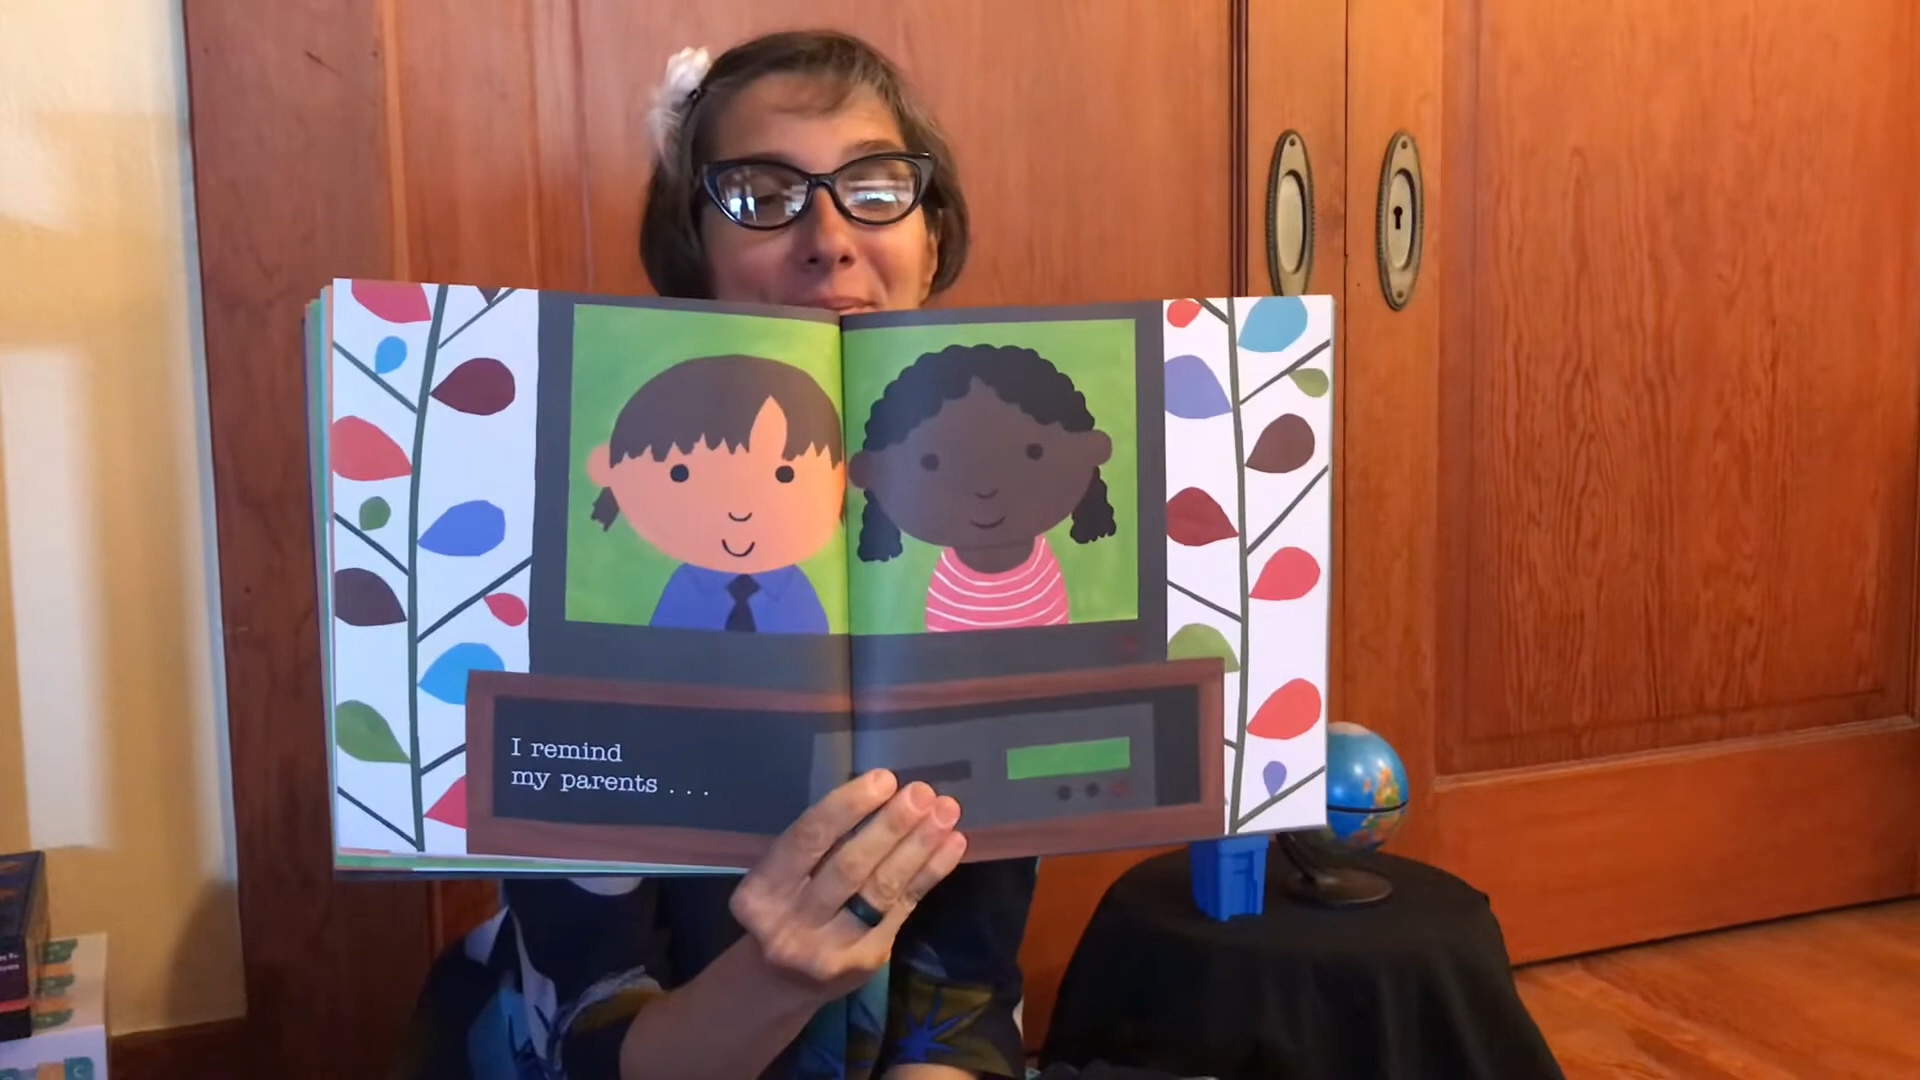 I remind
my parents . . .